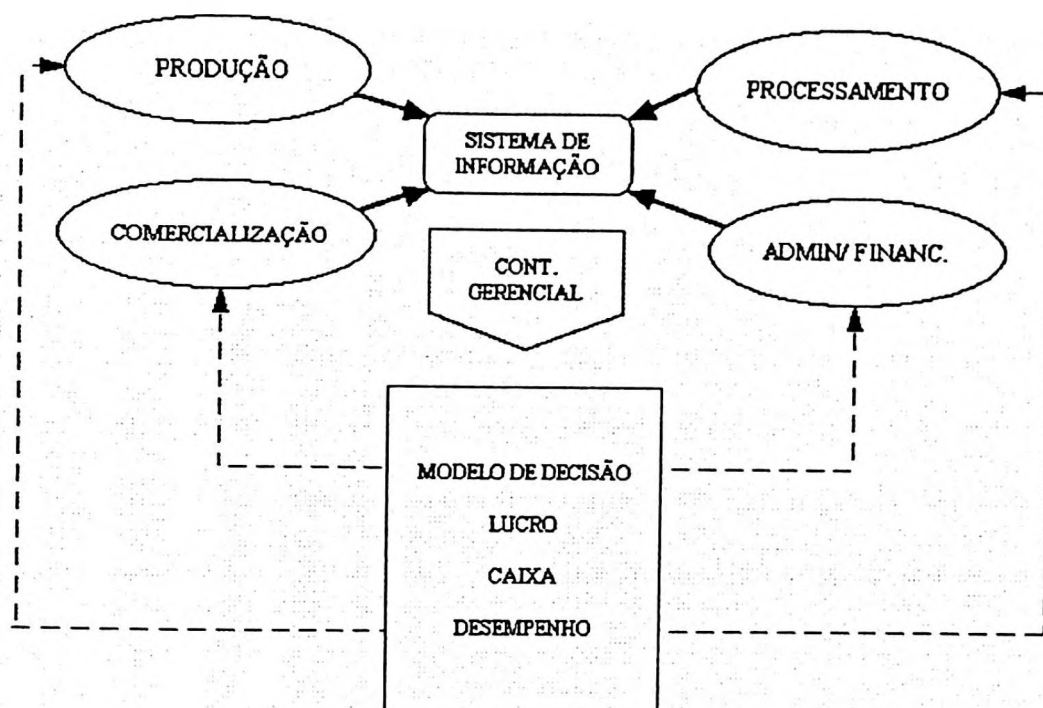 PRODUÇÃO
PROCESSAMENTO
SISTEMA DE
INFORMAÇÃO
COMERCIALIZAÇÃO
ADMIN/ FINANC.
CONT.
GERENCIAL
MODELO DE DECISÃO
LUCRO
CAIXA
DESEMPENHO